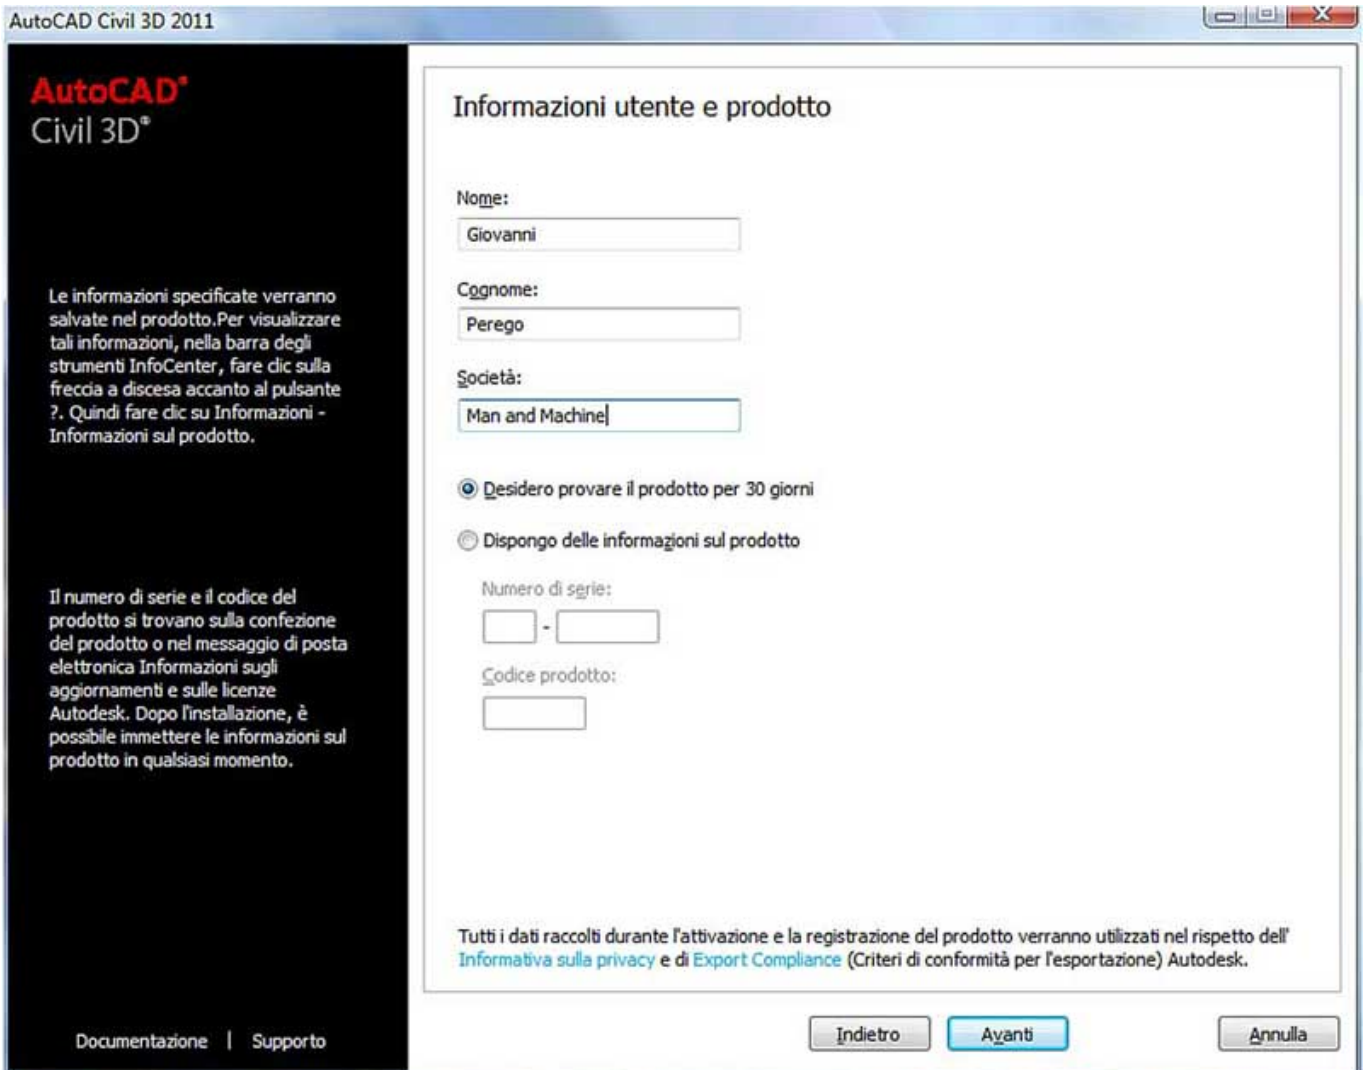 AutoCAD Civil 3D 2011
AutoCAD®
Civil 3D®
Le informazioni specificate verranno
salvate nel prodotto.Per visualizzare
tali informazioni, nella barra degli
strumenti InfoCenter, fare clic sulla
freccia a discesa accanto al pulsante
?. Quindi fare clic su Informazioni -
Informazioni sul prodotto.
Il numero di serie e il codice del
prodotto si trovano sulla confezione
del prodotto o nel messaggio di posta
elettronica Informazioni sugli
aggiornamenti e sulle licenze
Autodesk. Dopo l'installazione, è
possibile immettere le informazioni sul
prodotto in qualsiasi momento.
Documentazione | Supporto
Informazioni utente e prodotto
Nome:
Giovanni
Cognome:
Perego
Società:
Man and Machine
Desidero provare il prodotto per 30 giorni
Dispongo delle informazioni sul prodotto
Numero di serie:
-
Codice prodotto:
Tutti i dati raccolti durante l'attivazione e la registrazione del prodotto verranno utilizzati nel rispetto dell'
Informativa sulla privacy e di Export Compliance (Criteri di conformità per l'esportazione) Autodesk.
Indietro
Avanti
Annulla